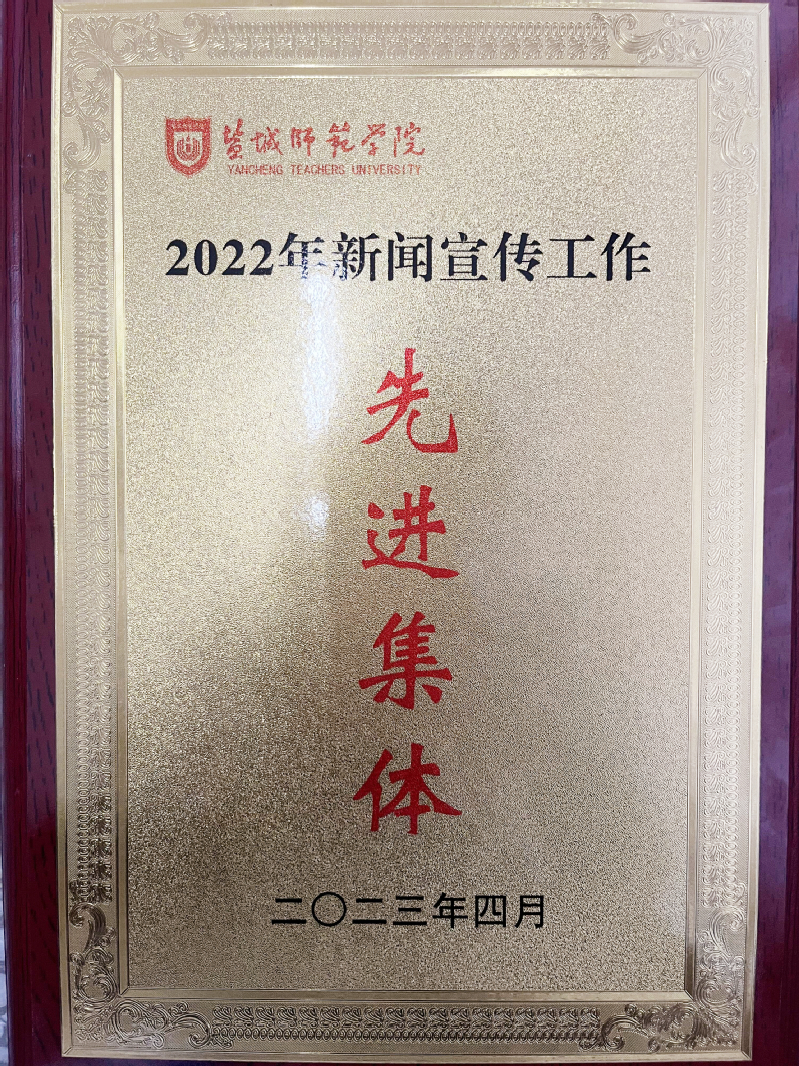 盐城师范学院
YANCHENG TEACHERS UNIVERSITY
2022年新闻宣传工作
先
进
集
体
二〇二三年四月